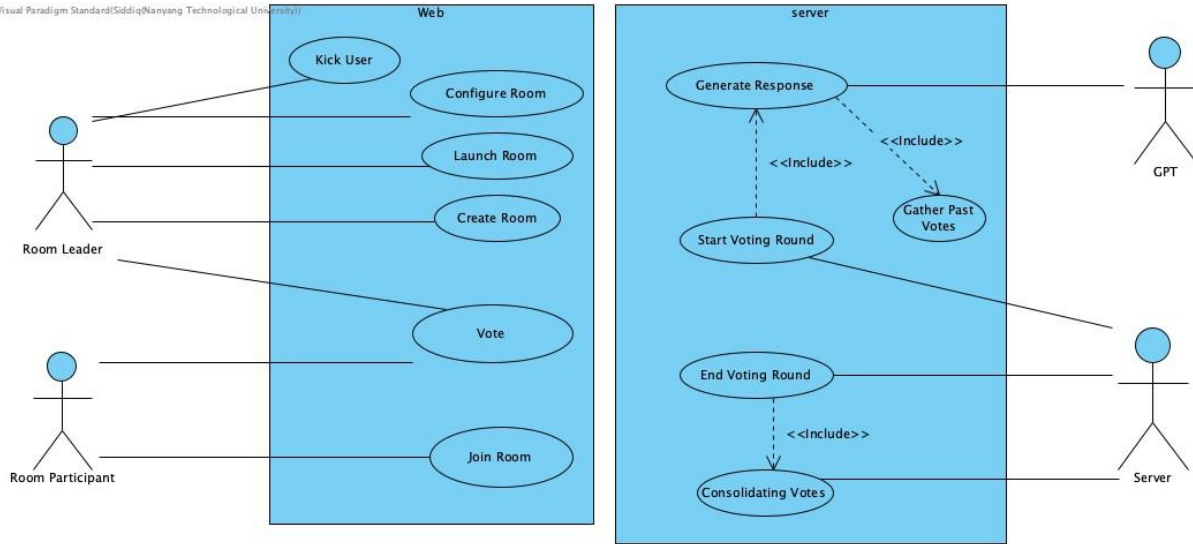 Visual Paradigm Standard(Siddiq(Nanyang Technological University))
Web
server
Kick User
Configure Room
Launch Room
Create Room
Vote
Join Room
Room Leader
Room Participant
Generate Response
<<Include>>
<<Include>>
Gather Past
Votes
Start Voting Round
End Voting Round
<<Include>>
Consolidating Votes
GPT
Server